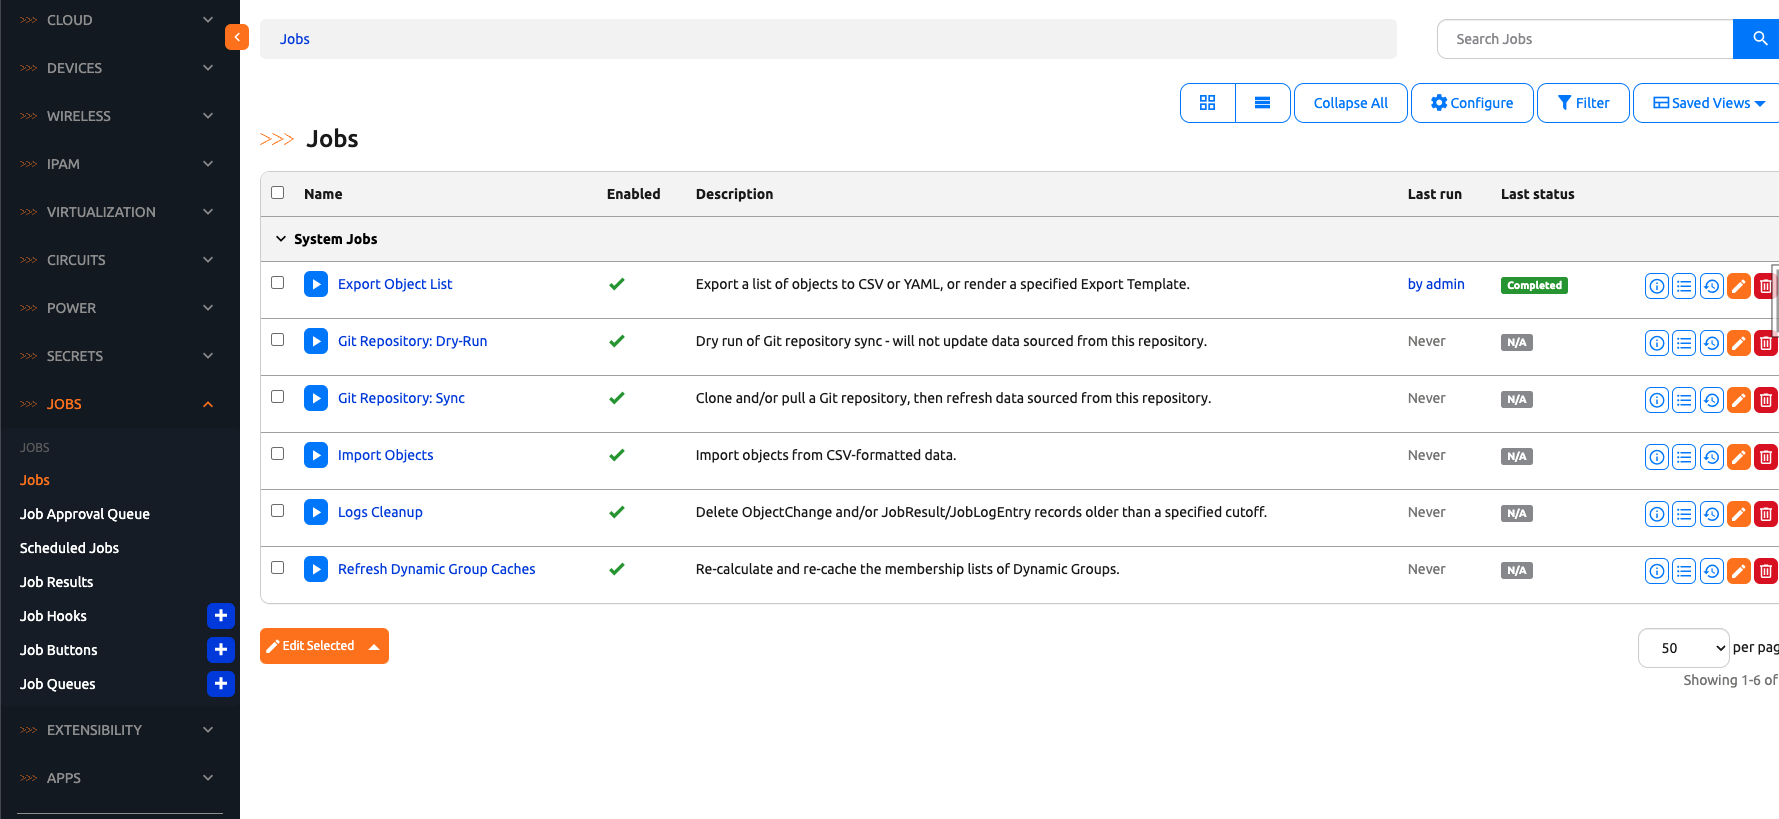 CLOUD
DEVICES
WIRELESS
IPAM
VIRTUALIZATION
CIRCUITS
POWER
SECRETS
JOBS
JOBS
Jobs
Job Approval Queue
Scheduled Jobs
Job Results
Job Hooks
Job Buttons
Job Queues
EXTENSIBILITY
APPS
Jobs
Search Jobs
Collapse All Configure Filter Saved Views
Jobs
Name Enabled Description Last run Last status
System Jobs
Export Object List Export a list of objects to CSV or YAML, or render a specified Export Template. by admin Completed
Git Repository: Dry-Run Dry run of Git repository sync - will not update data sourced from this repository. Never N/A
Git Repository: Sync Clone and/or pull a Git repository, then refresh data sourced from this repository. Never N/A
Import Objects Import objects from CSV-formatted data. Never N/A
Logs Cleanup Delete ObjectChange and/or JobResult/JobLogEntry records older than a specified cutoff. Never N/A
Refresh Dynamic Group Caches Re-calculate and re-cache the membership lists of Dynamic Groups. Never N/A
Edit Selected
50 per pag
Showing 1-6 of